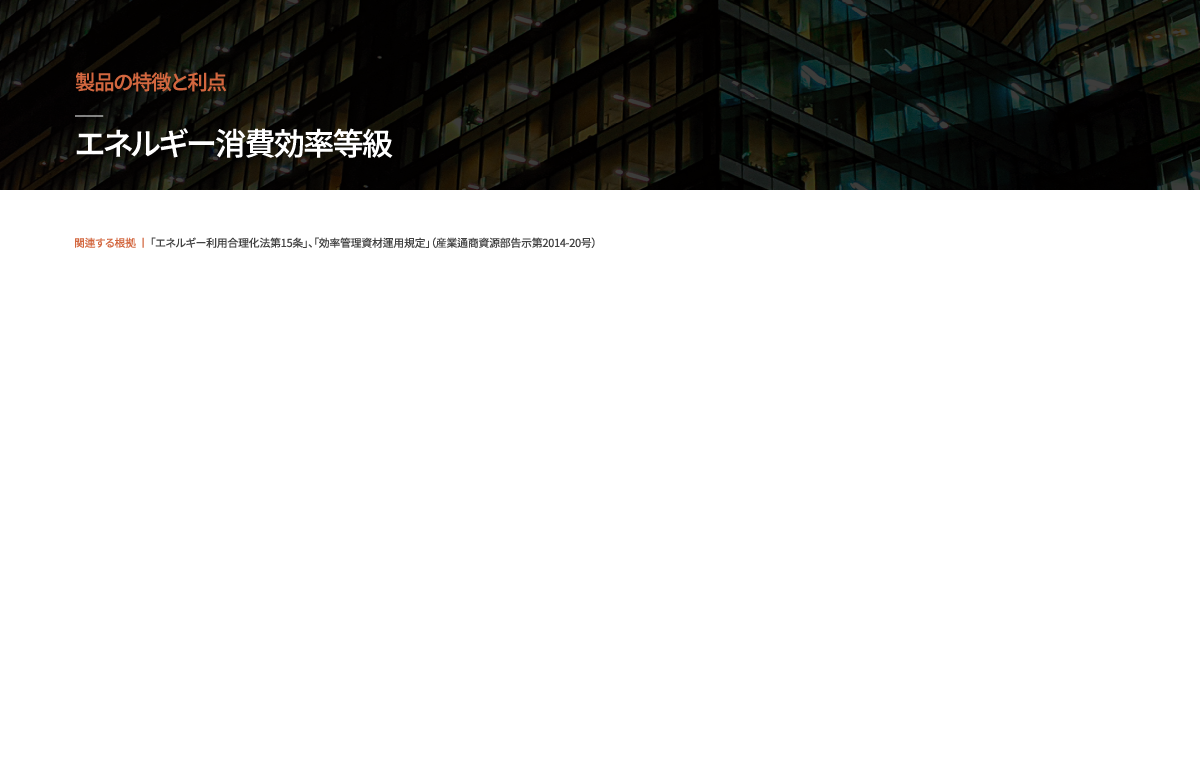 製品の特徴と利点
エネルギー消費効率等級
関連する根拠 | 「エネルギー利用合理化法第15条」、「効率管理資材運用規定」（産業通商資源部告示第2014-20号）